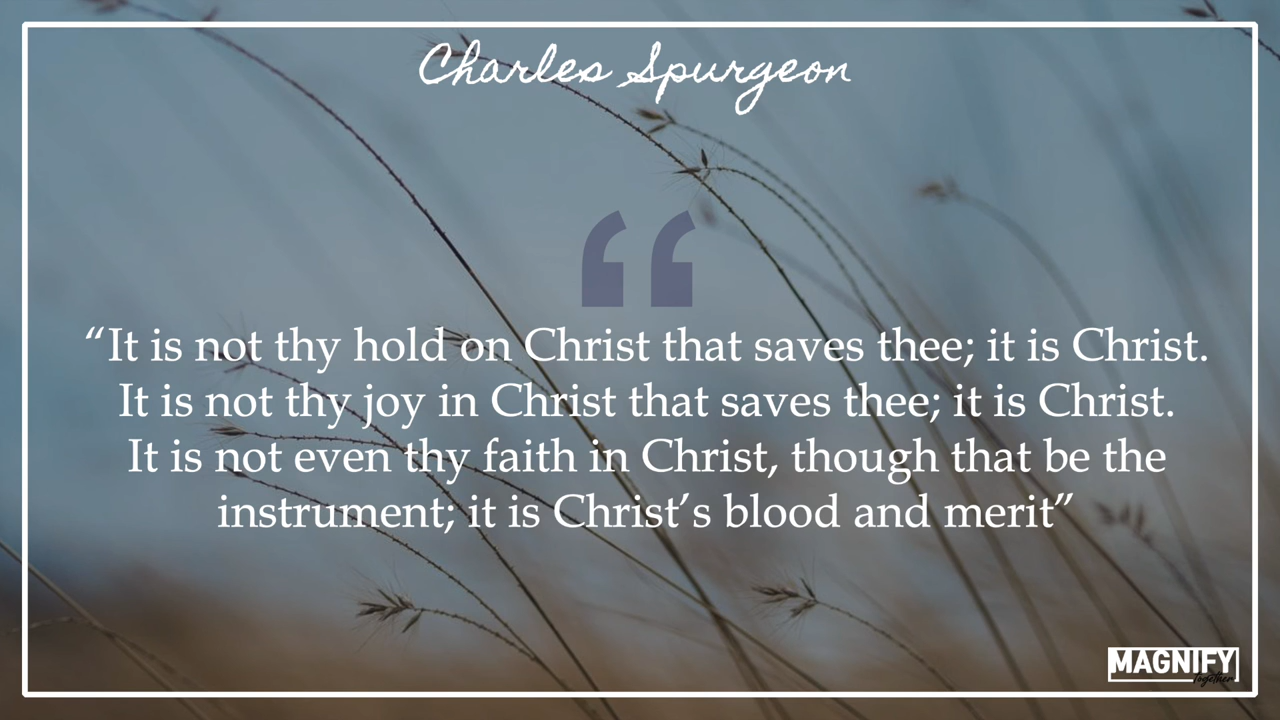 Charles Spurgeon
“It is not thy hold on Christ that saves thee; it is Christ.
It is not thy joy in Christ that saves thee; it is Christ.
It is not even thy faith in Christ, though that be the
instrument; it is Christ’s blood and merit”
MAGNIFY
together